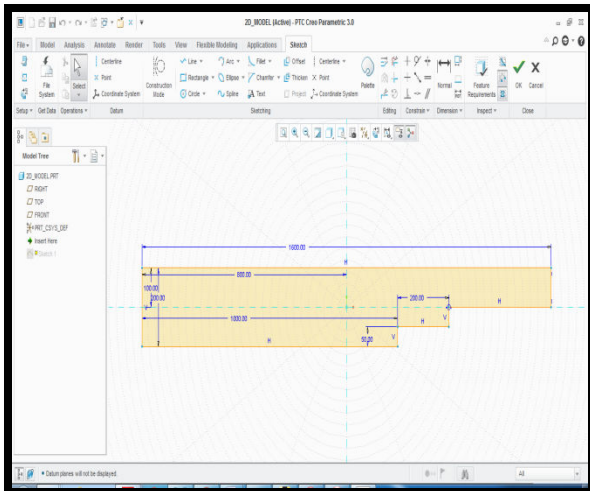 2D_MODEL (Active) - PTC Creo Parametric 3.0
File Model Analysis Annotate Render Tools View Flexible Modeling Applications Sketch
Centerline Line Arc Fillet Offset Centerline
File System Select Point Construction Mode Rectangle Ellipse Chamfer Thicken Point Palette Normal Feature Requirements OK Cancel
Coordinate System Circle Spline Text Project Coordinate System
Setup Get Data Operations Datum Sketching Editing Constrain Dimension Inspect Close
Model Tree
2D_MODEL.PRT
RIGHT
TOP
FRONT
PRT_CSYS_DEF
Insert Here
Sketch 1
1600.00
H
800.00
100.00
200.00
200.00
H
V
H
V
1000.00
V
H
50.00
Datum planes will not be displayed.
All